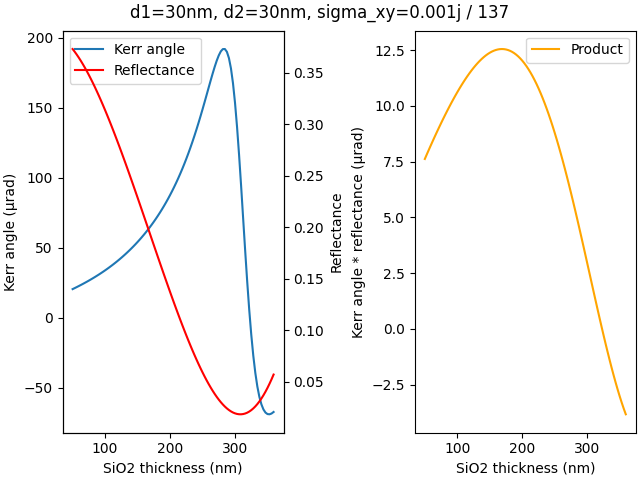 d1=30nm, d2=30nm, sigma_xy=0.001j / 137
Kerr angle
Reflectance
200
150
100
50
0
−50
Kerr angle (μrad)
100
200
300
SiO2 thickness (nm)
0.35
0.30
0.25
0.20
0.15
0.10
0.05
Reflectance
Product
12.5
10.0
7.5
5.0
2.5
0.0
−2.5
Kerr angle * reflectance (μrad)
100
200
300
SiO2 thickness (nm)